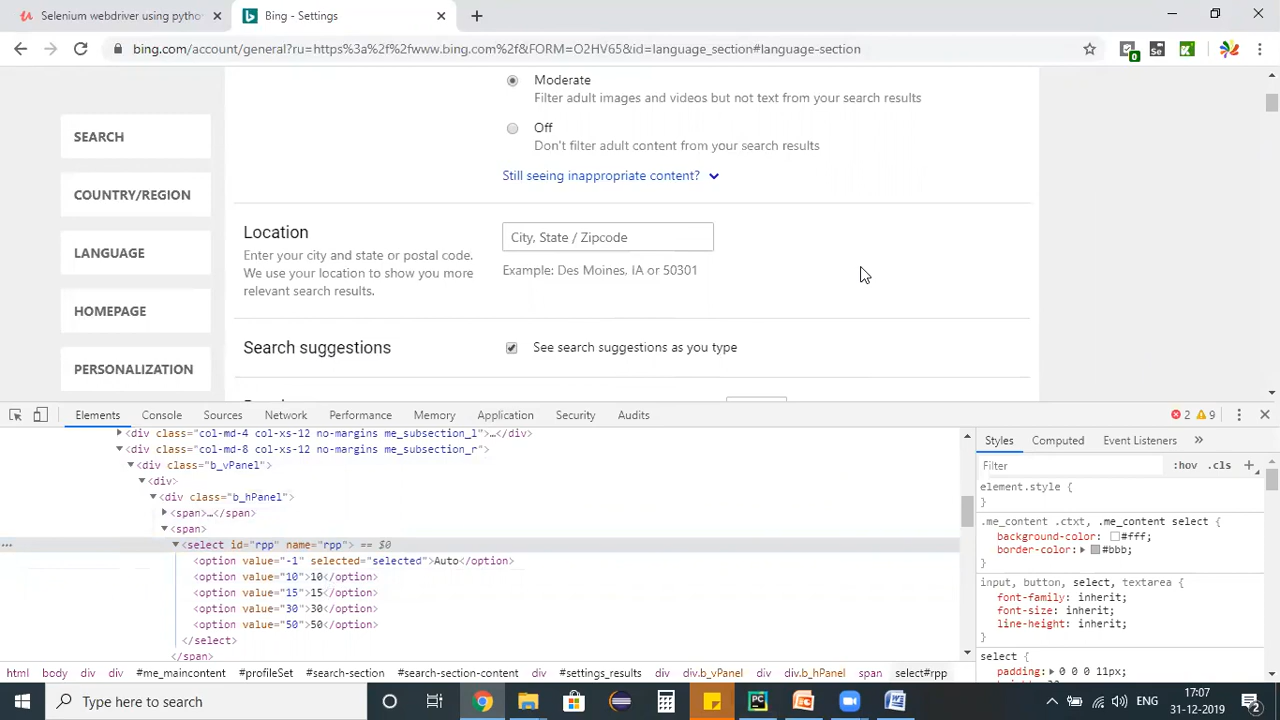 Selenium webdriver using pytho
Bing - Settings
bing.com/account/general?ru=https%3a%2f%2fwww.bing.com%2f&FORM=O2HV65&id=language_section#language-section
Moderate
Filter adult images and videos but not text from your search results
Off
Don't filter adult content from your search results
Still seeing inappropriate content?
SEARCH
COUNTRY/REGION
LANGUAGE
HOMEPAGE
PERSONALIZATION
Location
Enter your city and state or postal code.
We use your location to show you more
relevant search results.
City, State / Zipcode
Example: Des Moines, IA or 50301
Search suggestions
See search suggestions as you type
Elements Console Sources Network Performance Memory Application Security Audits 2 9
<div class="col-md-4 col-xs-12 no-margins me_subsection_l">…</div>
<div class="col-md-8 col-xs-12 no-margins me_subsection_r">
<div class="b_vPanel">
<div>
<div class="b_hPanel">
<span>…</span>
<span>
<select id="rpp" name="rpp"> == $0
<option value="-1" selected="selected">Auto</option>
<option value="10">10</option>
<option value="15">15</option>
<option value="30">30</option>
<option value="50">50</option>
</select>
</span>
html body div div #me_maincontent #profileSet #search-section #search-section-content div #settings_results div.b_vPanel div div.b_hPanel span select#rpp
Styles Computed Event Listeners »
Filter :hov .cls +
element.style {
}
.me_content .ctxt, .me_content select {
background-color: #fff;
border-color: #bbb;
}
input, button, select, textarea {
font-family: inherit;
font-size: inherit;
line-height: inherit;
}
select {
padding: 0 0 0 11px;
Type here to search
ENG
17:07
31-12-2019
2